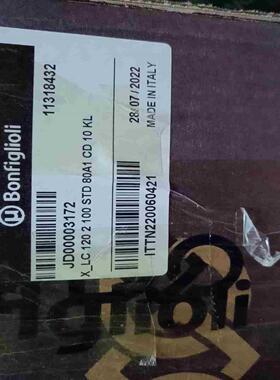 Bonfiglioli
11318432
28/07/2022
MADE IN ITALY
JD00003172
X_LC 120 2 100 STD 80A1 CD 10 KL
ITTN220060421